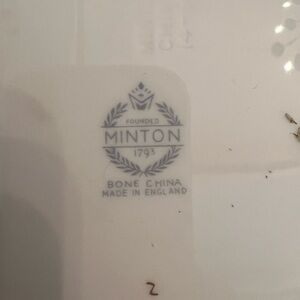 FOUNDED
MINTON
1793
BONE CHINA
MADE IN ENGLAND
2